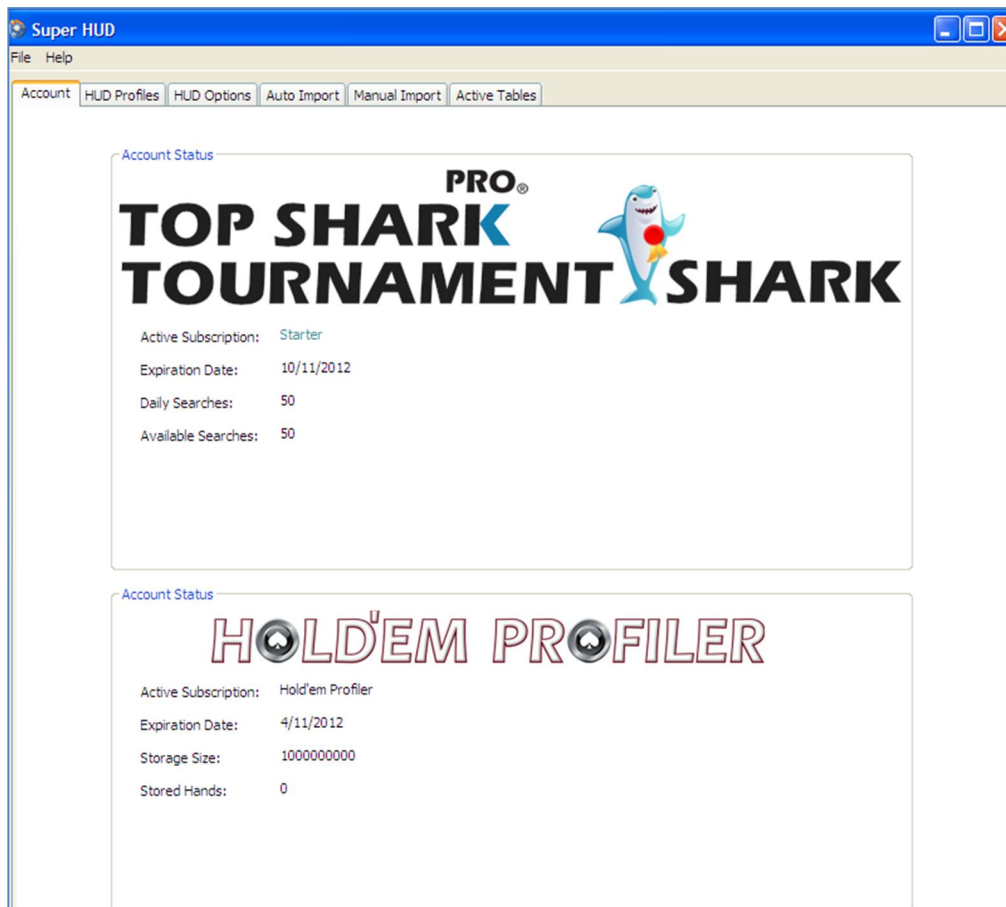 Super HUD
File Help
Account HUD Profiles HUD Options Auto Import Manual Import Active Tables
Account Status
PRO®
TOP SHARK
TOURNAMENT SHARK
Active Subscription: Starter
Expiration Date: 10/11/2012
Daily Searches: 50
Available Searches: 50
Account Status
HOLD'EM PROFILER
Active Subscription: Hold'em Profiler
Expiration Date: 4/11/2012
Storage Size: 1000000000
Stored Hands: 0